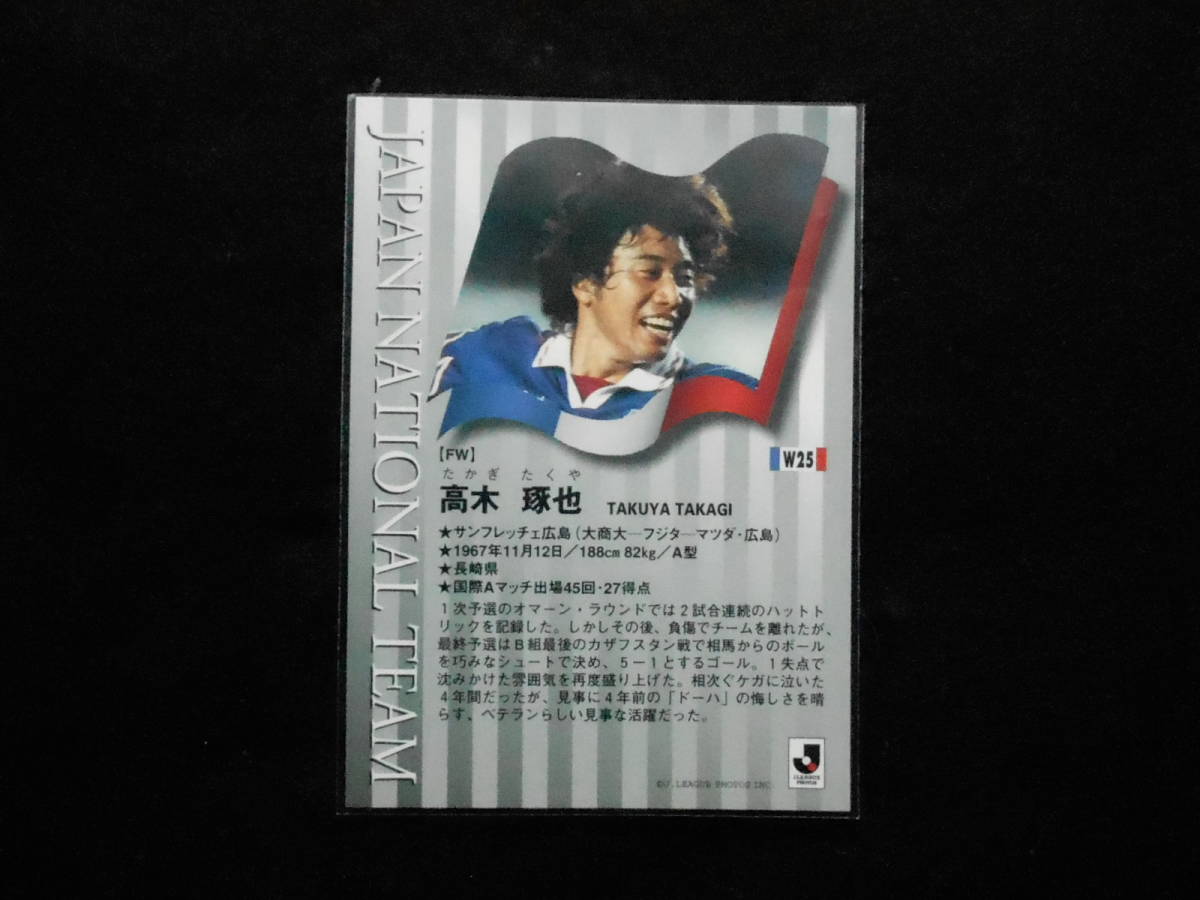 JAPAN NATIONAL TEAM
【FW】
W25
たかぎ たくや
高木 琢也 TAKUYA TAKAGI
★サンフレッチェ広島(大商大―フジタ―マツダ・広島)
★1967年11月12日／188cm 82kg／A型
★長崎県
★国際Aマッチ出場45回・27得点
1次予選のオマーン・ラウンドでは2試合連続のハットト
リックを記録した。しかしその後、負傷でチームを離れたが、
最終予選はB組最後のカザフスタン戦で相馬からのボール
を巧みなシュートで決め、5－1とするゴール。1失点で
沈みかけた雰囲気を再度盛り上げた。相次ぐケガに泣いた
4年間だったが、見事に4年前の「ドーハ」の悔しさを晴
らす、ベテランらしい見事な活躍だった。
J.LEAGUE
PHOTOS
©J. LEAGUE PHOTOS INC.